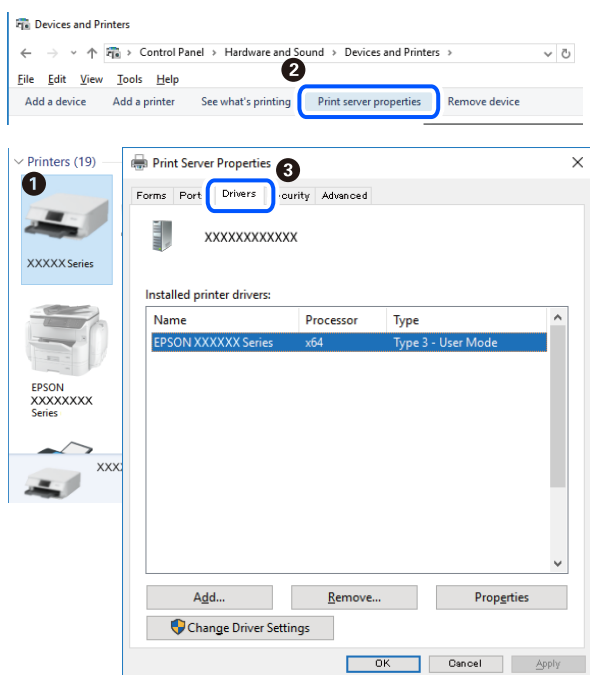 Devices and Printers
Control Panel > Hardware and Sound > Devices and Printers >
2
File Edit View Tools Help
Add a device Add a printer See what's printing Print server properties Remove device
Printers (19)
1
XXXXX Series
EPSON
XXXXXXXX
Series
XXX
Print Server Properties
3
Forms Port Drivers curity Advanced
XXXXXXXXXXXX
Installed printer drivers:
Name Processor Type
EPSON XXXXXX Series x64 Type 3 - User Mode
Add... Remove... Properties
Change Driver Settings
OK Cancel Apply